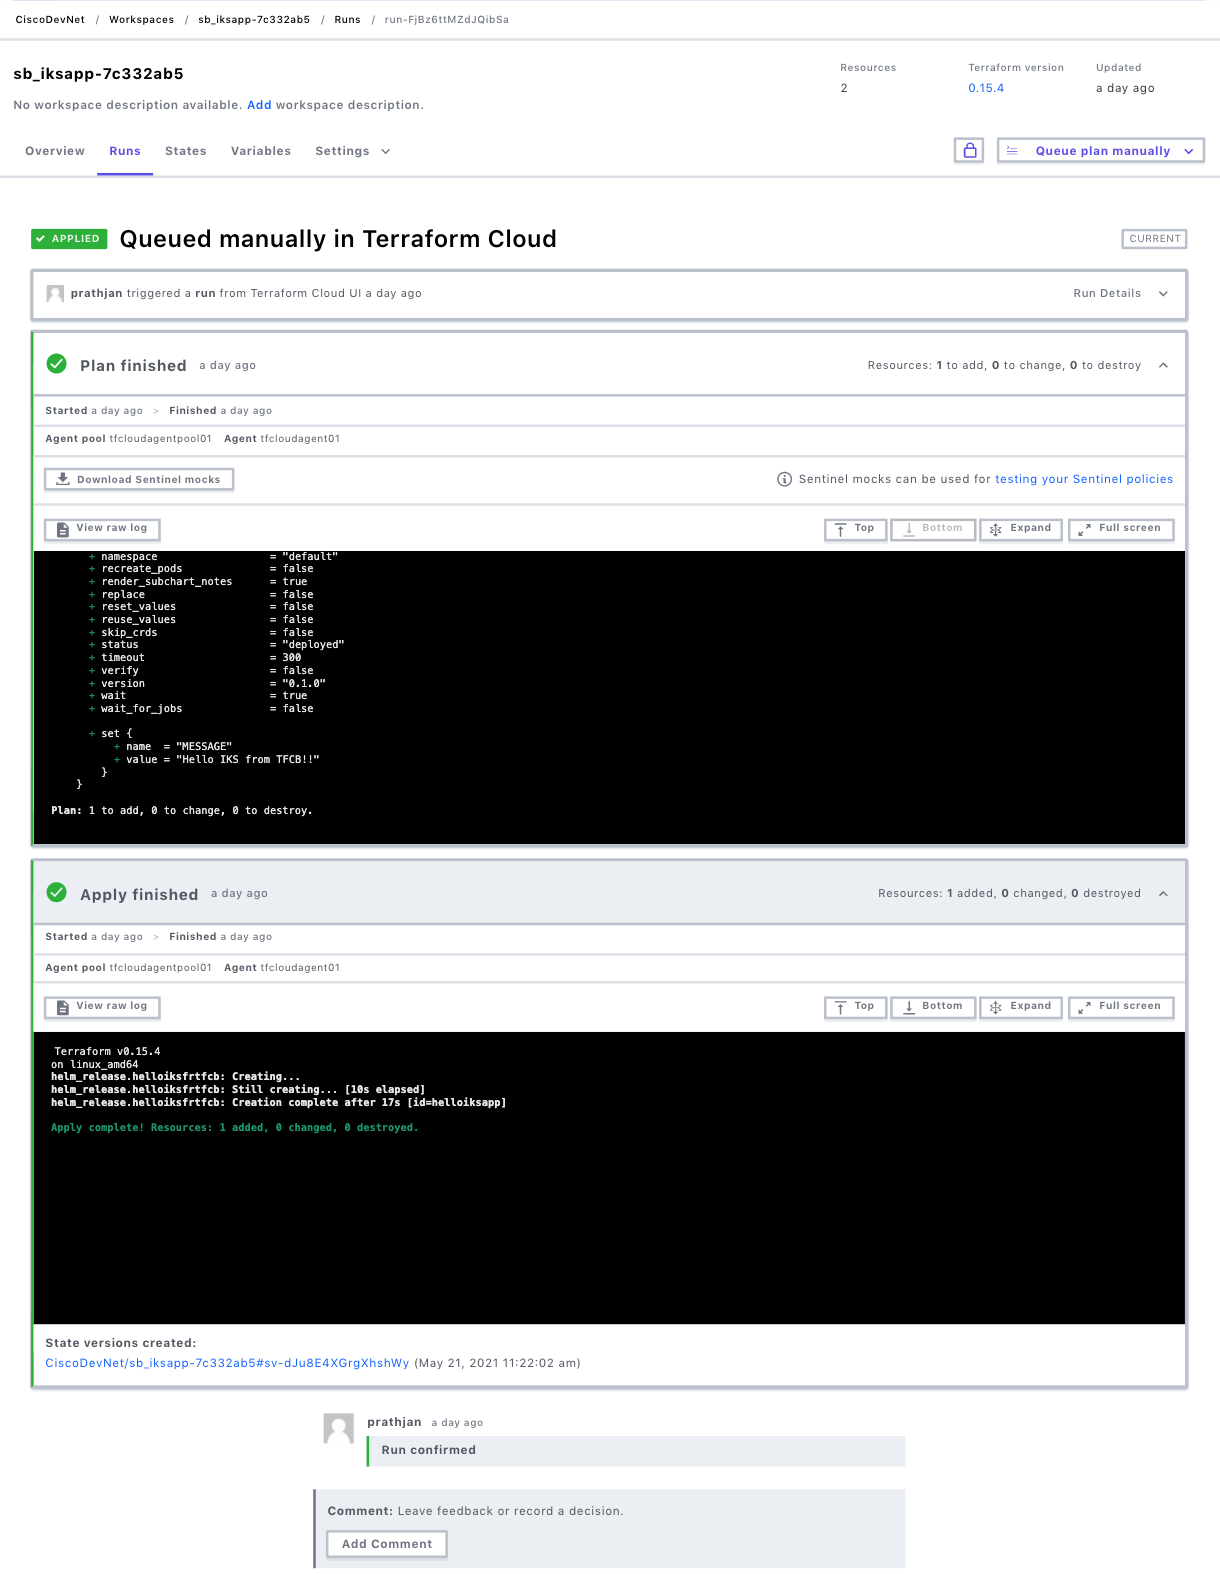 CiscoDevNet / Workspaces / sb_iksapp-7c332ab5 / Runs / run-FjBz6ttMZdJQibSa
sb_iksapp-7c332ab5
No workspace description available. Add workspace description.
Resources Terraform version Updated
2 0.15.4 a day ago
Overview Runs States Variables Settings
Queue plan manually
APPLIED Queued manually in Terraform Cloud CURRENT
prathjan triggered a run from Terraform Cloud UI a day ago Run Details
Plan finished a day ago Resources: 1 to add, 0 to change, 0 to destroy
Started a day ago > Finished a day ago
Agent pool tfcloudagentpool01 Agent tfcloudagent01
Download Sentinel mocks Sentinel mocks can be used for testing your Sentinel policies
View raw log Top Bottom Expand Full screen
+ namespace = "default"
+ recreate_pods = false
+ render_subchart_notes = true
+ replace = false
+ reset_values = false
+ reuse_values = false
+ skip_crds = false
+ status = "deployed"
+ timeout = 300
+ verify = false
+ version = "0.1.0"
+ wait = true
+ wait_for_jobs = false
+ set {
+ name = "MESSAGE"
+ value = "Hello IKS from TFCB!!"
}
}
Plan: 1 to add, 0 to change, 0 to destroy.
Apply finished a day ago Resources: 1 added, 0 changed, 0 destroyed
Started a day ago > Finished a day ago
Agent pool tfcloudagentpool01 Agent tfcloudagent01
View raw log Top Bottom Expand Full screen
Terraform v0.15.4
on linux_amd64
helm_release.helloiksfrtfcb: Creating...
helm_release.helloiksfrtfcb: Still creating... [10s elapsed]
helm_release.helloiksfrtfcb: Creation complete after 17s [id=helloiksapp]
Apply complete! Resources: 1 added, 0 changed, 0 destroyed.
State versions created:
CiscoDevNet/sb_iksapp-7c332ab5#sv-dJu8E4XGrgXhshWy (May 21, 2021 11:22:02 am)
prathjan a day ago
Run confirmed
Comment: Leave feedback or record a decision.
Add Comment